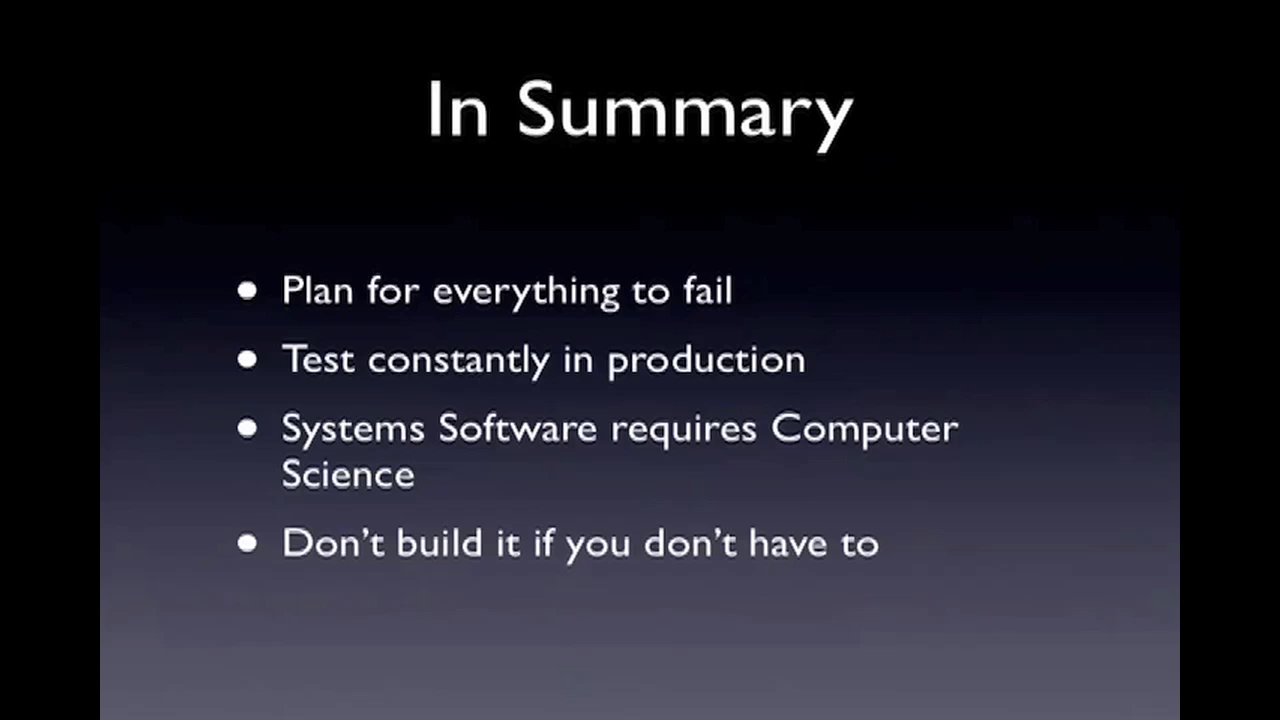 In Summary
• Plan for everything to fail
• Test constantly in production
• Systems Software requires Computer
Science
• Don’t build it if you don’t have to